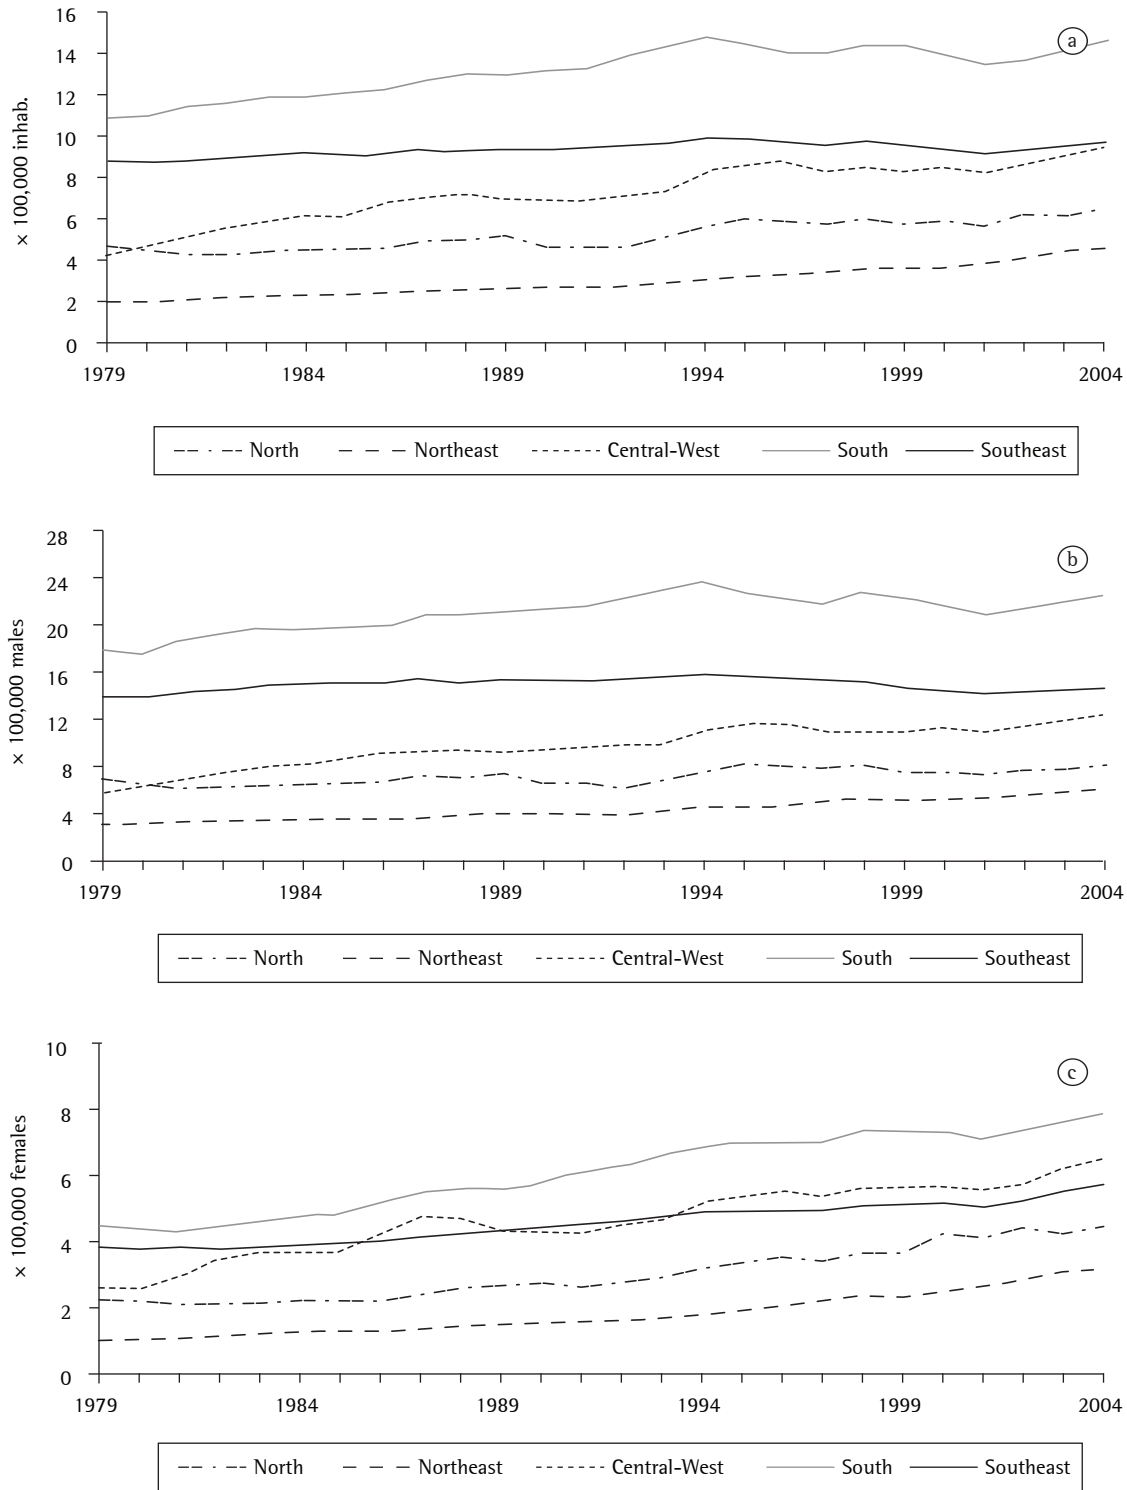 16
a
14
12
10
8
6
4
2
0
× 100,000 inhab.
1979 1984 1989 1994 1999 2004
North Northeast Central-West South Southeast
28
b
24
20
16
12
8
4
0
× 100,000 males
1979 1984 1989 1994 1999 2004
North Northeast Central-West South Southeast
10
c
8
6
4
2
0
× 100,000 females
1979 1984 1989 1994 1999 2004
North Northeast Central-West South Southeast